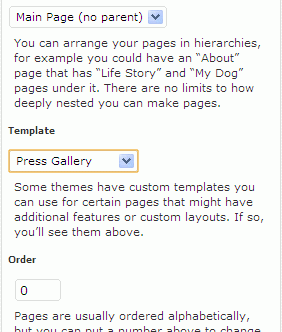 Main Page (no parent)
You can arrange your pages in hierarchies,
for example you could have an “About”
page that has “Life Story” and “My Dog”
pages under it. There are no limits to how
deeply nested you can make pages.
Template
Press Gallery
Some themes have custom templates you
can use for certain pages that might have
additional features or custom layouts. If so,
you’ll see them above.
Order
0
Pages are usually ordered alphabetically,
but you can put a number above to change